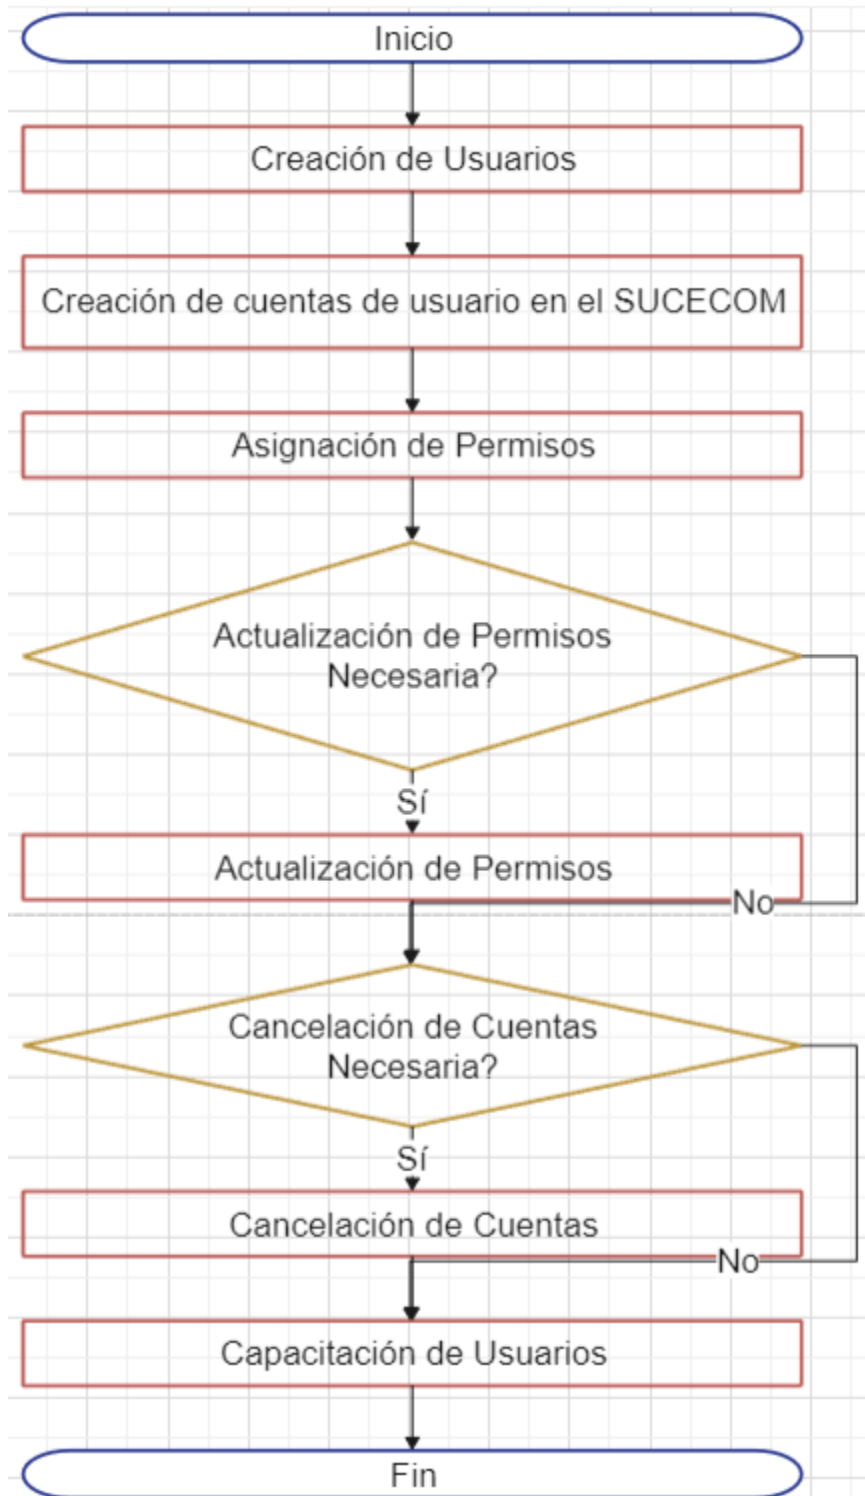 Inicio
Creación de Usuarios
Creación de cuentas de usuario en el SUCECOM
Asignación de Permisos
Actualización de Permisos
Necesaria?
Sí
Actualización de Permisos
No
Cancelación de Cuentas
Necesaria?
Sí
Cancelación de Cuentas
No
Capacitación de Usuarios
Fin